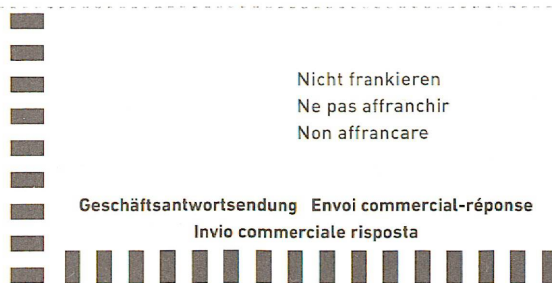 Nicht frankieren
Ne pas affranchir
Non affrancare
Geschäftsantwortsendung Envoi commercial-réponse
Invio commerciale risposta